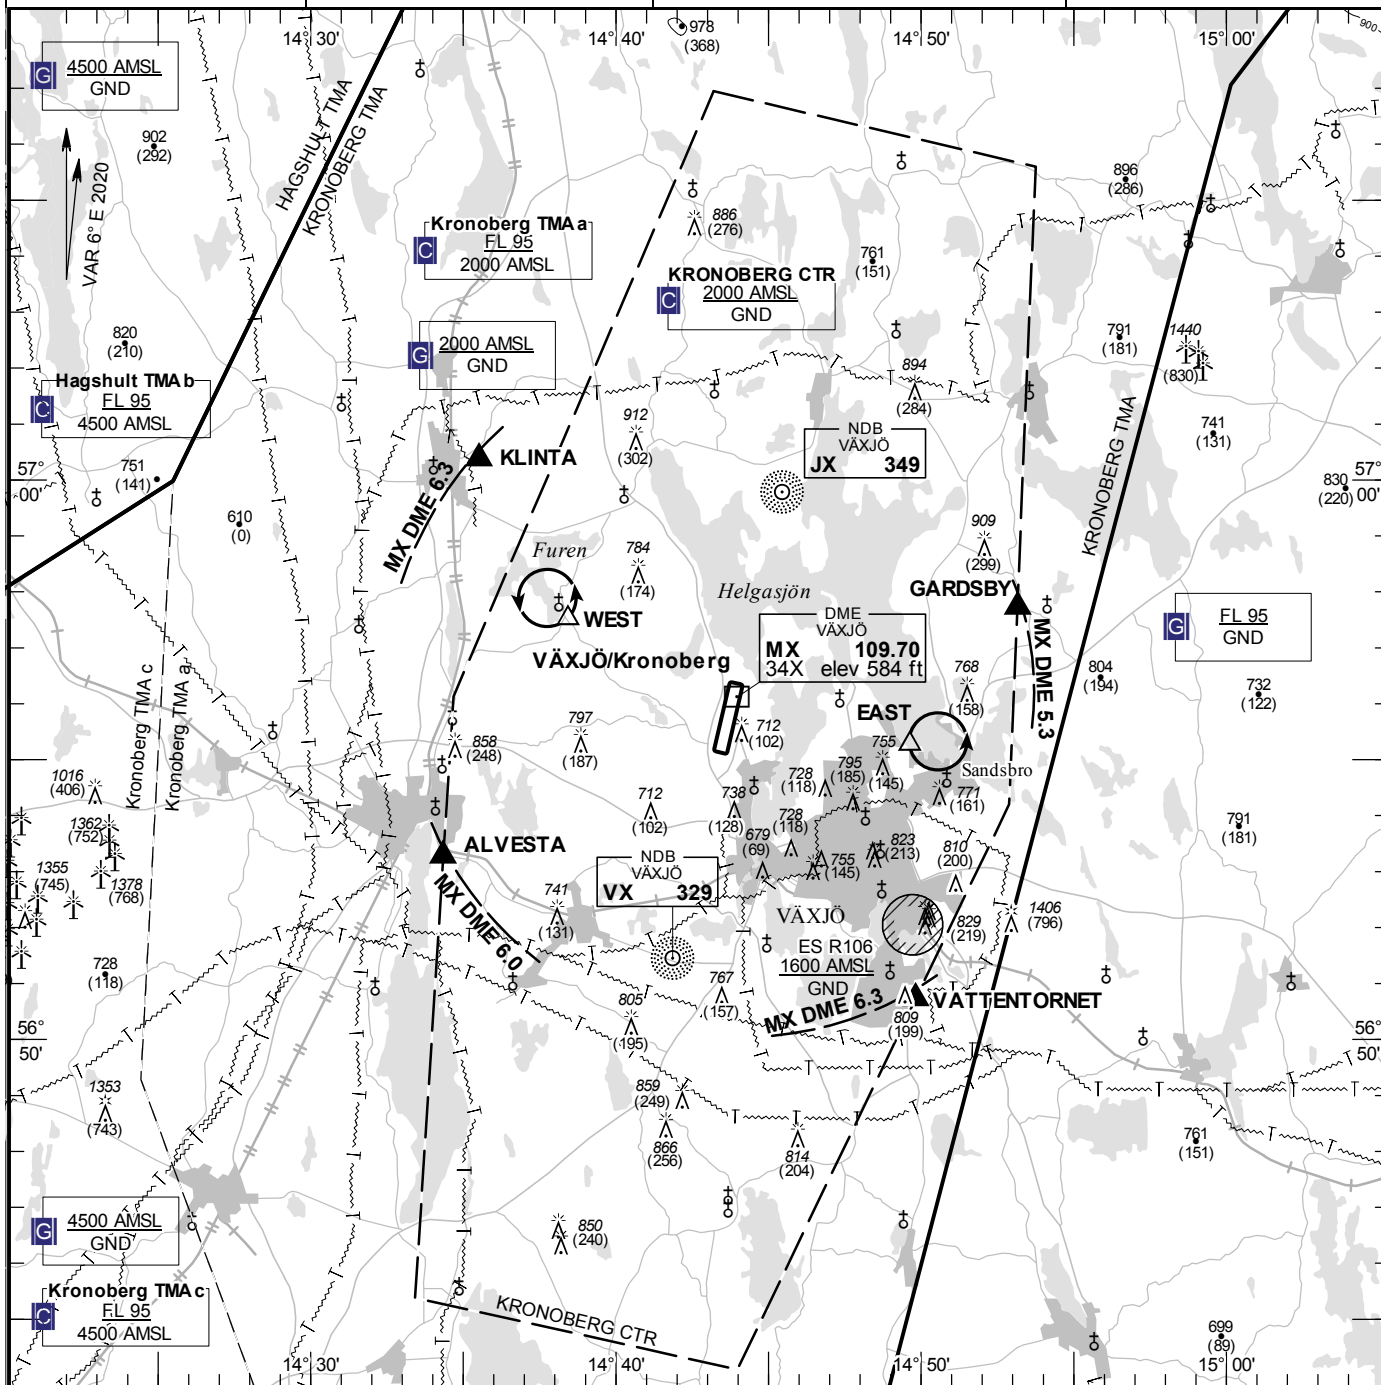 14°30'
14°40'
14°50'
15°00'
900
978
(368)
G
4500 AMSL
GND
902
(292)
VAR 6° E 2020
HAGSHULT TMA
KRONOBERG TMA
896
(286)
Kronoberg TMA a
C
FL 95
2000 AMSL
886
(276)
761
(151)
KRONOBERG CTR
C
2000 AMSL
GND
820
(210)
G
2000 AMSL
GND
791
(181)
1440
(830)
Hagshult TMA b
C
FL 95
4500 AMSL
894
(284)
912
(302)
741
(131)
NDB
VÄXJÖ
JX 349
KLINTA
MX DME 6.3
57°
00'
751
(141)
830
(220)
57°
00'
610
(0)
KRONOBERG TMA
909
(299)
Furen
784
(174)
Helgasjön
GARDSBY
WEST
DME
VÄXJÖ
MX 109.70
34X elev 584 ft
G
FL 95
GND
VÄXJÖ/Kronoberg
MX DME 5.3
768
(158)
804
(194)
732
(122)
Kronoberg TMA c
Kronoberg TMA a
EAST
712
(102)
797
(187)
858
(248)
755
(145)
795
(185)
Sandsbro
728
(118)
771
(161)
1016
(406)
712
(102)
738
(128)
728
(118)
1362
(752)
791
(181)
ALVESTA
679
(69)
823
(213)
810
(200)
755
(145)
1355
(745)
1378
(768)
NDB
VÄXJÖ
VX 329
MX DME 6.0
741
(131)
VÄXJÖ
829
(219)
1406
(796)
ES R106
1600 AMSL
GND
728
(118)
767
(157)
VATTENTORNET
MX DME 6.3
809
(199)
805
(195)
56°
50'
56°
50'
1353
(743)
859
(249)
866
(256)
814
(204)
761
(151)
G
4500 AMSL
GND
850
(240)
Kronoberg TMA c
C
FL 95
4500 AMSL
KRONOBERG CTR
699
(89)
14°30'
14°40'
14°50'
15°00'